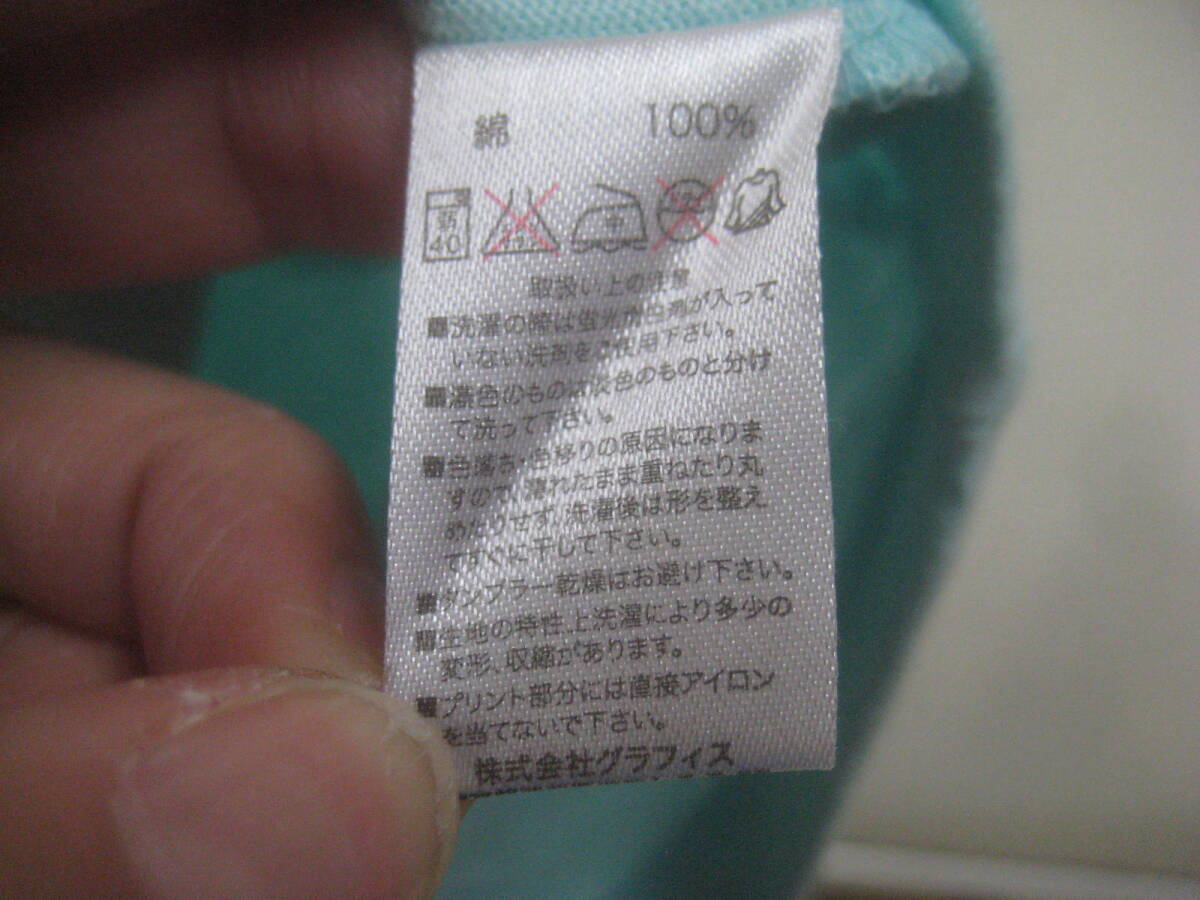 綿 100%
弱 40 中
取扱い上の注意
■洗濯の際は蛍光増白剤が入って
いない洗剤をご使用下さい。
■濃色のものは淡色のものと分け
て洗って下さい。
■色落ち、色移りの原因になりま
すので、濡れたまま重ねたり丸
めたりせず、洗濯後は形を整え
てすぐに干して下さい。
■タンブラー乾燥はお避け下さい。
■生地の特性上洗濯により多少の
変形、収縮があります。
■プリント部分には直接アイロン
を当てないで下さい。
株式会社グラフィス